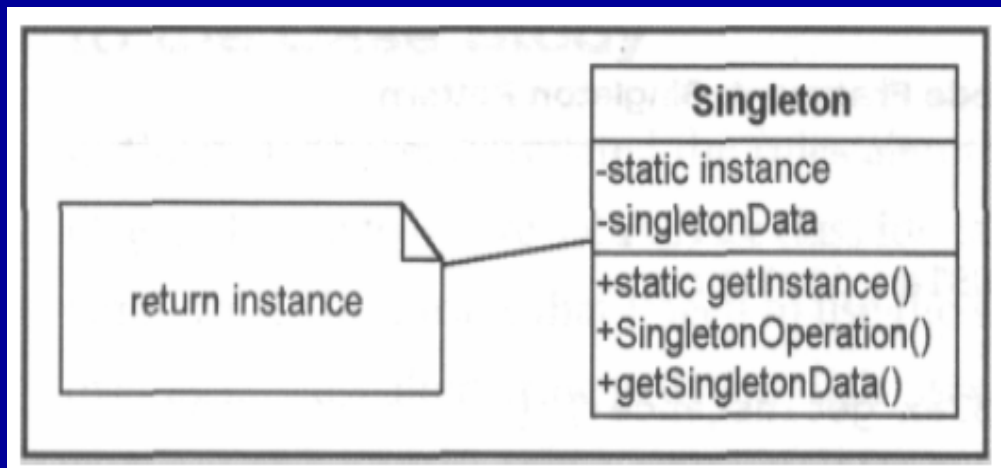 Singleton
-static instance
-singletonData
return instance
+static getInstance()
+SingletonOperation()
+getSingletonData()